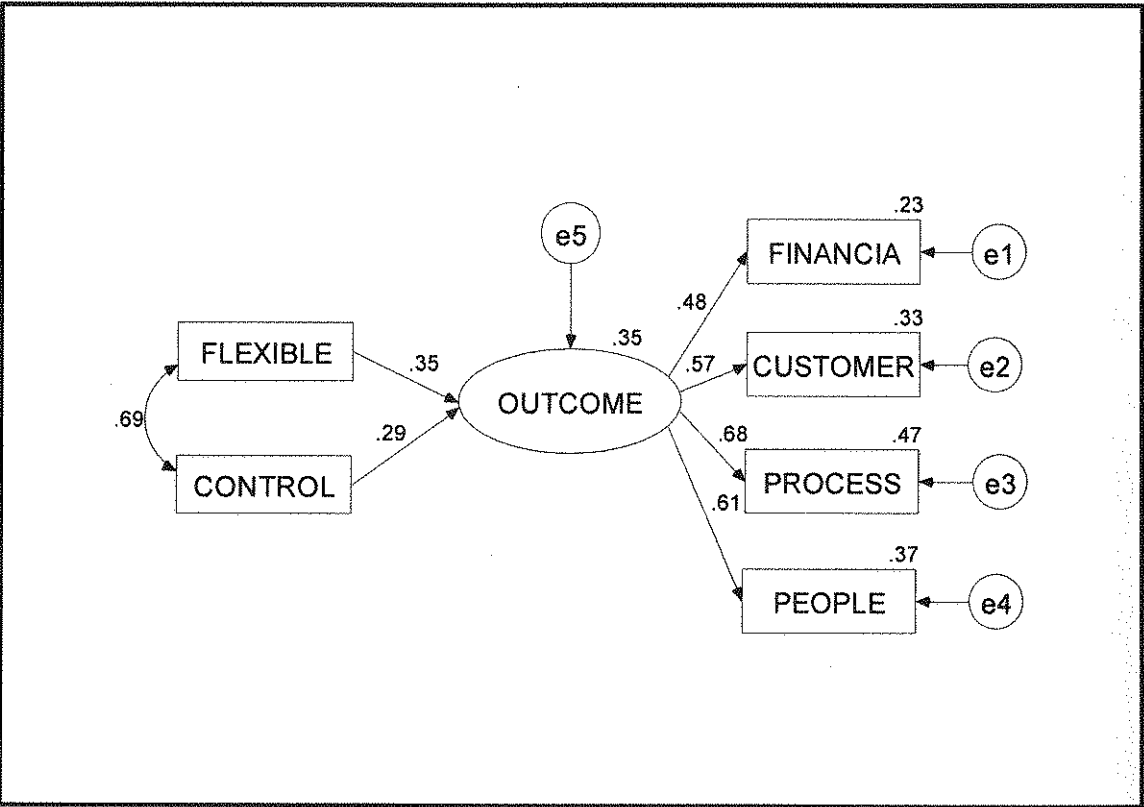 .23
e5
FINANCIA
e1
.48
.33
FLEXIBLE
.35
.35
.57
CUSTOMER
e2
OUTCOME
.69
.29
.68
.47
CONTROL
PROCESS
e3
.61
.37
PEOPLE
e4